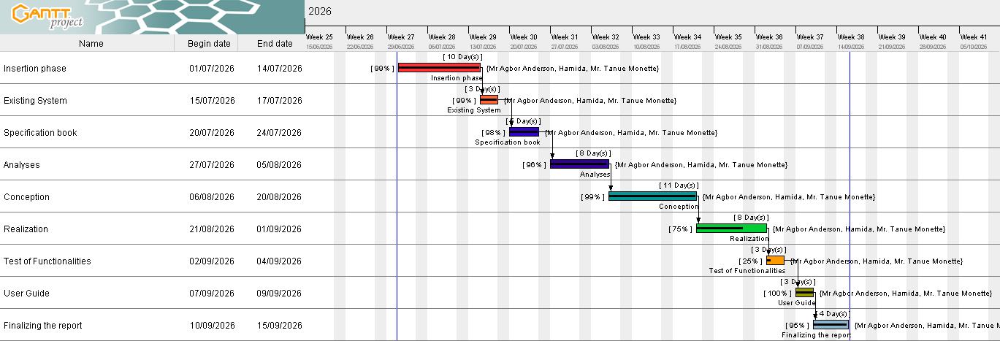 GANTT
project
2026
Week 25 Week 26 Week 27 Week 28 Week 29 Week 30 Week 31 Week 32 Week 33 Week 34 Week 35 Week 36 Week 37 Week 38 Week 39 Week 40 Week 41
Name Begin date End date 15/06/2026 22/06/2026 29/06/2026 06/07/2026 13/07/2026 20/07/2026 27/07/2026 03/08/2026 10/08/2026 17/08/2026 24/08/2026 31/08/2026 07/09/2026 14/09/2026 21/09/2026 28/09/2026 5/10/2026
[ 10 Day(s) ]
Insertion phase 01/07/2026 14/07/2026 [ 99% ] {Mr Agbor Anderson, Hamida, Mr. Tanue Monette}
Insertion phase
[ 3 Day(s) ]
Existing System 15/07/2026 17/07/2026 [ 99% ] {Mr Agbor Anderson, Hamida, Mr. Tanue Monette}
Existing System
[ 5 Day(s) ]
Specification book 20/07/2026 24/07/2026 [ 98% ] {Mr Agbor Anderson, Hamida, Mr. Tanue Monette}
Specification book
[ 8 Day(s) ]
Analyses 27/07/2026 05/08/2026 [ 96% ] {Mr Agbor Anderson, Hamida, Mr. Tanue Monette}
Analyses
[ 11 Day(s) ]
Conception 06/08/2026 20/08/2026 [ 99% ] {Mr Agbor Anderson, Hamida, Mr. Tanue Monette}
Conception
[ 8 Day(s) ]
Realization 21/08/2026 01/09/2026 [ 75% ] {Mr Agbor Anderson, Hamida, Mr. Tanue Monette}
Realization
[ 3 Day(s) ]
Test of Functionalities 02/09/2026 04/09/2026 [ 25% ] {Mr Agbor Anderson, Hamida, Mr. Tanue Monette}
Test of Functionalities
[ 3 Day(s) ]
User Guide 07/09/2026 09/09/2026 [ 100% ] {Mr Agbor Anderson, Hamida, Mr. Tanue Monette}
User Guide
[ 4 Day(s) ]
Finalizing the report 10/09/2026 15/09/2026 [ 95% ] {Mr Agbor Anderson, Hamida, Mr. Tanue M
Finalizing the report